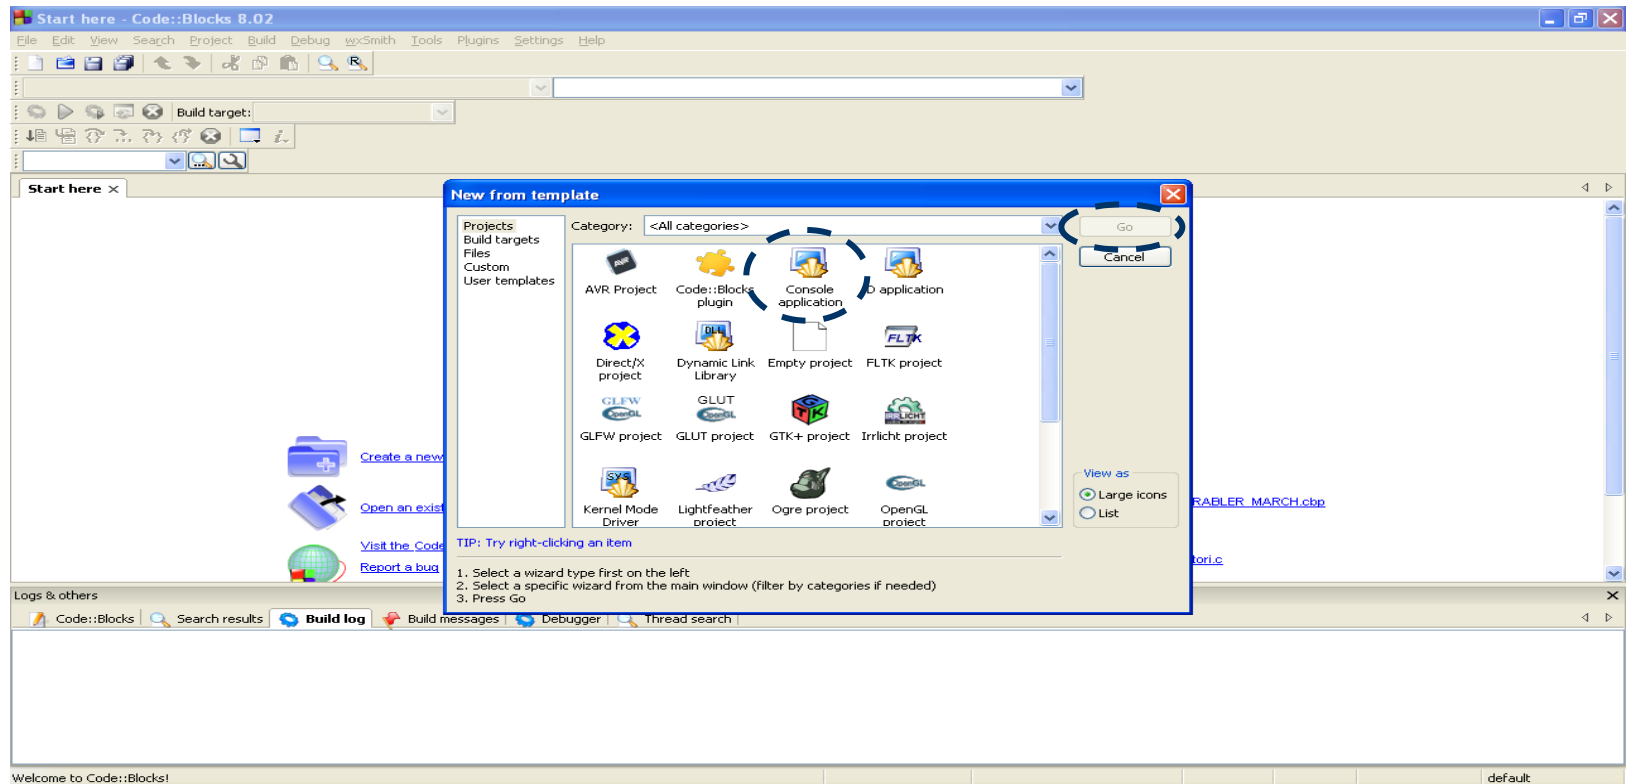 Start here - Code::Blocks 8.02
File Edit View Search Project Build Debug wxSmith Tools Plugins Settings Help
Build target:
Start here
New from template
Projects
Build targets
Files
Custom
User templates
Category: <All categories>
Go
Cancel
AVR Project
Code::Blocks plugin
Console application
D application
Direct/X project
Dynamic Link Library
Empty project
FLTK project
GLFW project
GLUT project
GTK+ project
Irrlicht project
Kernel Mode Driver
Lightfeather project
Ogre project
OpenGL project
View as
Large icons
List
TIP: Try right-clicking an item
1. Select a wizard type first on the left
2. Select a specific wizard from the main window (filter by categories if needed)
3. Press Go
Create a new
Open an exist
RABLER_MARCH.cbp
Visit the Code
Report a bug
tori.c
Logs & others
Code::Blocks Search results Build log Build messages Debugger Thread search
Welcome to Code::Blocks!
default